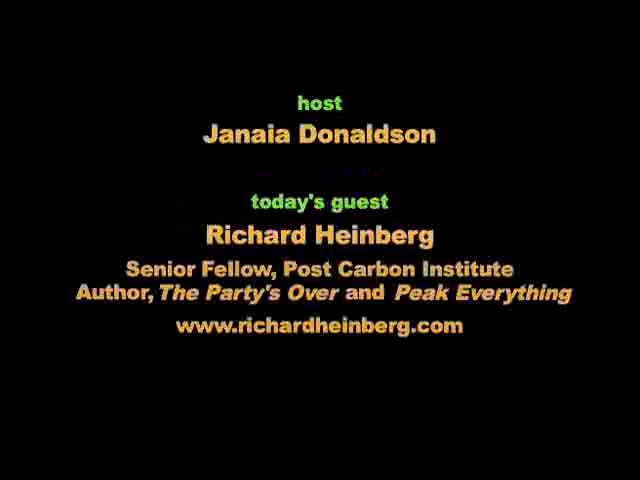 host
Janaia Donaldson
today's guest
Richard Heinberg
Senior Fellow, Post Carbon Institute
Author, The Party's Over and Peak Everything
www.richardheinberg.com